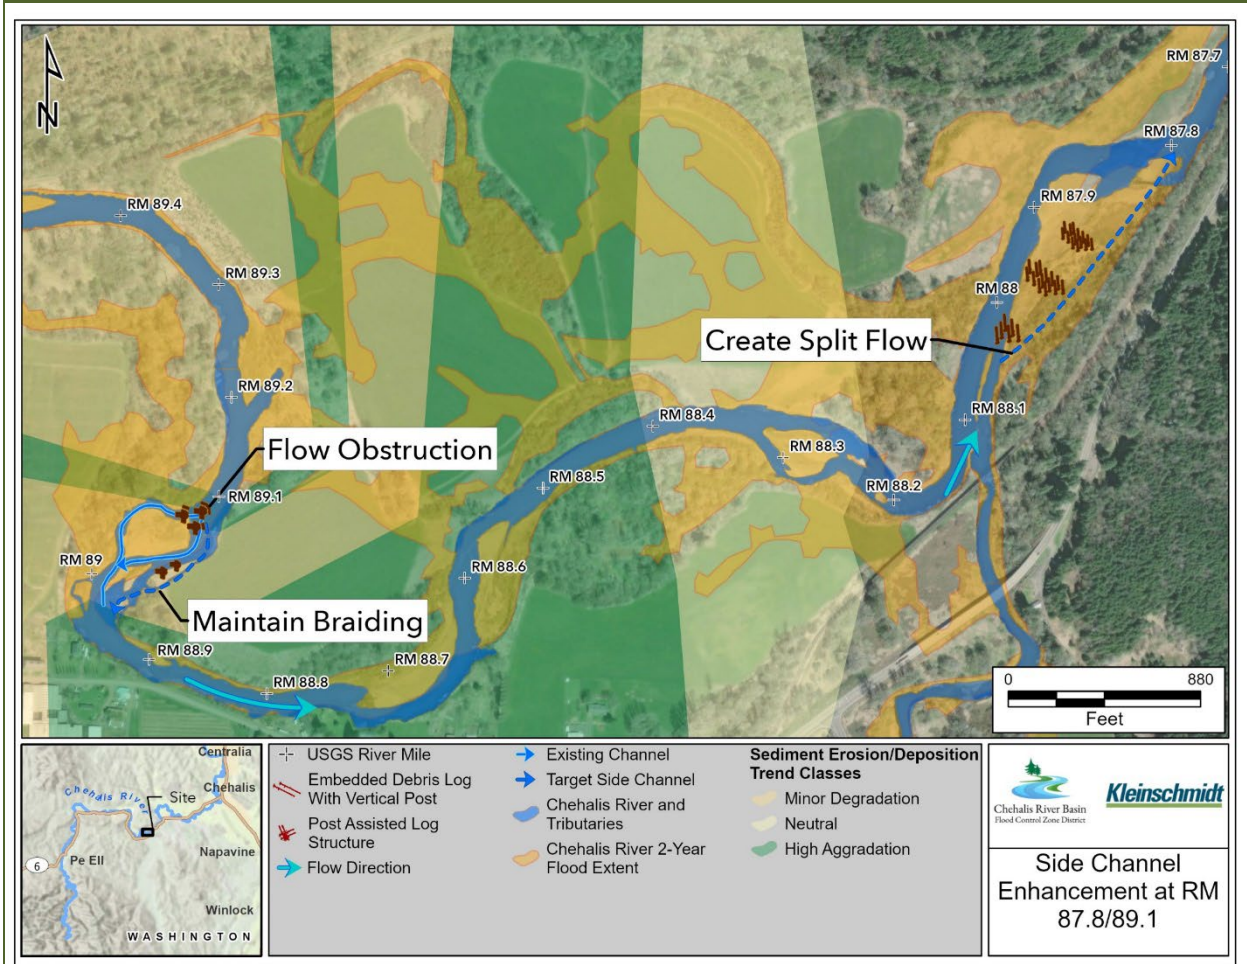 N
RM 87.7
RM 87.8
RM 87.9
RM 89.4
RM 89.3
RM 88
Create Split Flow
RM 89.2
RM 88.4
RM 88.1
Flow Obstruction
RM 88.3
RM 88.5
RM 89.1
RM 88.2
RM 89
RM 88.6
Maintain Braiding
RM 88.9
RM 88.7
RM 88.8
0 880
Feet
Centralia
Chehalis
Chehalis River
Site
6
Pe Ell
Napavine
Winlock
WASHINGTON
USGS River Mile
Embedded Debris Log
With Vertical Post
Post Assisted Log
Structure
Flow Direction
Existing Channel
Target Side Channel
Chehalis River and
Tributaries
Chehalis River 2-Year
Flood Extent
Sediment Erosion/Deposition
Trend Classes
Minor Degradation
Neutral
High Aggradation
Chehalis River Basin
Flood Control Zone District
Kleinschmidt
Side Channel
Enhancement at RM
87.8/89.1